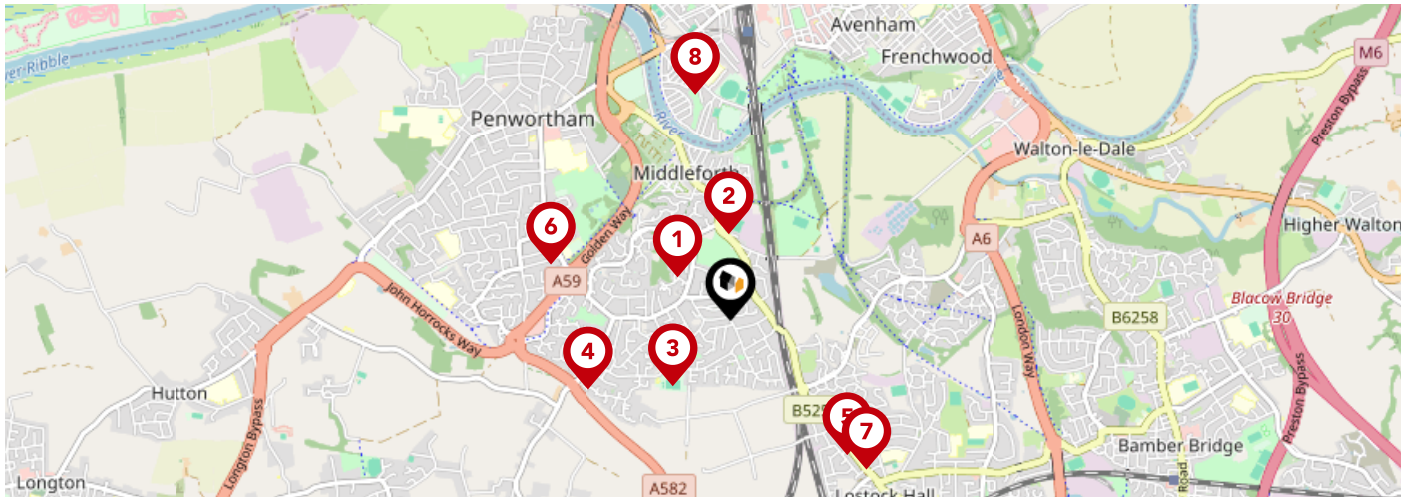 Avenham
Frenchwood
M6
8
ver Ribble
Preston Bypass
Penwortham
River
Walton-le-Dale
Middleforth
2
Higher Walton
6
1
Golden Way
A6
A59
John Horrocks Way
Blacow Bridge
30
London Way
B6258
4
3
Hutton
Preston Bypass
Longton Bypass
B525
5
7
Bamber Bridge
Longton
A582
Lostock Hall
Road